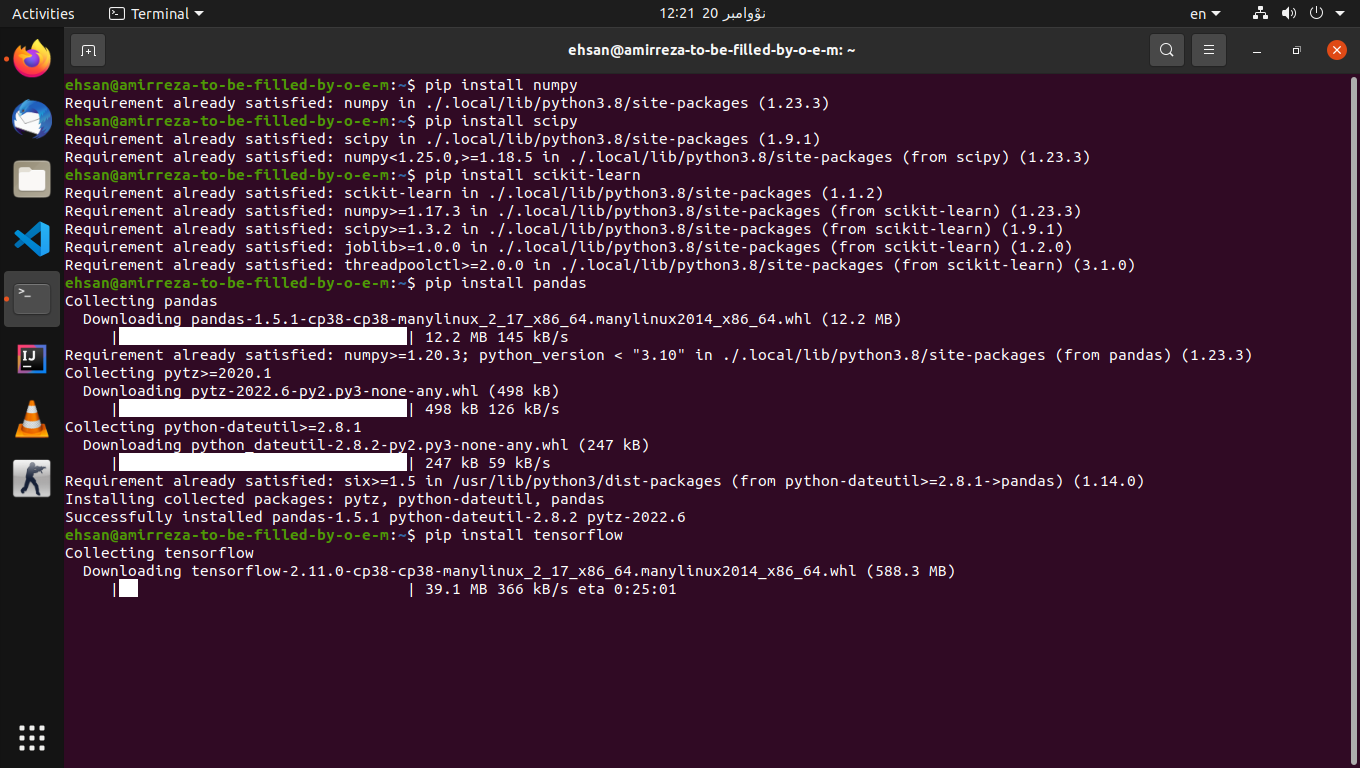 Activities
Terminal
12:21 20 نؤوامبر
en
ehsan@amirreza-to-be-filled-by-o-e-m: ~
ehsan@amirreza-to-be-filled-by-o-e-m:~$ pip install numpy
Requirement already satisfied: numpy in ./.local/lib/python3.8/site-packages (1.23.3)
ehsan@amirreza-to-be-filled-by-o-e-m:~$ pip install scipy
Requirement already satisfied: scipy in ./.local/lib/python3.8/site-packages (1.9.1)
Requirement already satisfied: numpy<1.25.0,>=1.18.5 in ./.local/lib/python3.8/site-packages (from scipy) (1.23.3)
ehsan@amirreza-to-be-filled-by-o-e-m:~$ pip install scikit-learn
Requirement already satisfied: scikit-learn in ./.local/lib/python3.8/site-packages (1.1.2)
Requirement already satisfied: numpy>=1.17.3 in ./.local/lib/python3.8/site-packages (from scikit-learn) (1.23.3)
Requirement already satisfied: scipy>=1.3.2 in ./.local/lib/python3.8/site-packages (from scikit-learn) (1.9.1)
Requirement already satisfied: joblib>=1.0.0 in ./.local/lib/python3.8/site-packages (from scikit-learn) (1.2.0)
Requirement already satisfied: threadpoolctl>=2.0.0 in ./.local/lib/python3.8/site-packages (from scikit-learn) (3.1.0)
ehsan@amirreza-to-be-filled-by-o-e-m:~$ pip install pandas
Collecting pandas
Downloading pandas-1.5.1-cp38-cp38-manylinux_2_17_x86_64.manylinux2014_x86_64.whl (12.2 MB)
| | 12.2 MB 145 kB/s
Requirement already satisfied: numpy>=1.20.3; python_version < "3.10" in ./.local/lib/python3.8/site-packages (from pandas) (1.23.3)
Collecting pytz>=2020.1
Downloading pytz-2022.6-py2.py3-none-any.whl (498 kB)
| | 498 kB 126 kB/s
Collecting python-dateutil>=2.8.1
Downloading python_dateutil-2.8.2-py2.py3-none-any.whl (247 kB)
| | 247 kB 59 kB/s
Requirement already satisfied: six>=1.5 in /usr/lib/python3/dist-packages (from python-dateutil>=2.8.1->pandas) (1.14.0)
Installing collected packages: pytz, python-dateutil, pandas
Successfully installed pandas-1.5.1 python-dateutil-2.8.2 pytz-2022.6
ehsan@amirreza-to-be-filled-by-o-e-m:~$ pip install tensorflow
Collecting tensorflow
Downloading tensorflow-2.11.0-cp38-cp38-manylinux_2_17_x86_64.manylinux2014_x86_64.whl (588.3 MB)
| | 39.1 MB 366 kB/s eta 0:25:01